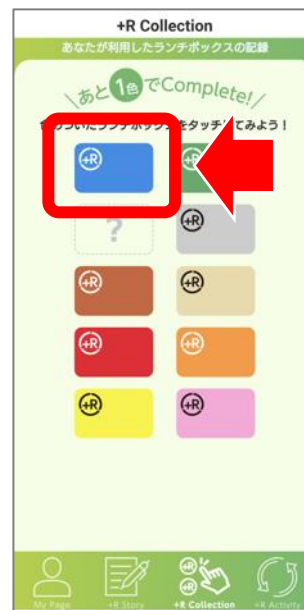 +R Collection
あなたが利用したランチボックスの記録
あと1色でComplete!
ランチボックスをタッチしてみよう！
+R
+R
?
+R
+R
+R
+R
+R
+R
+R
My Page
+R Story
+R Collection
+R Activity